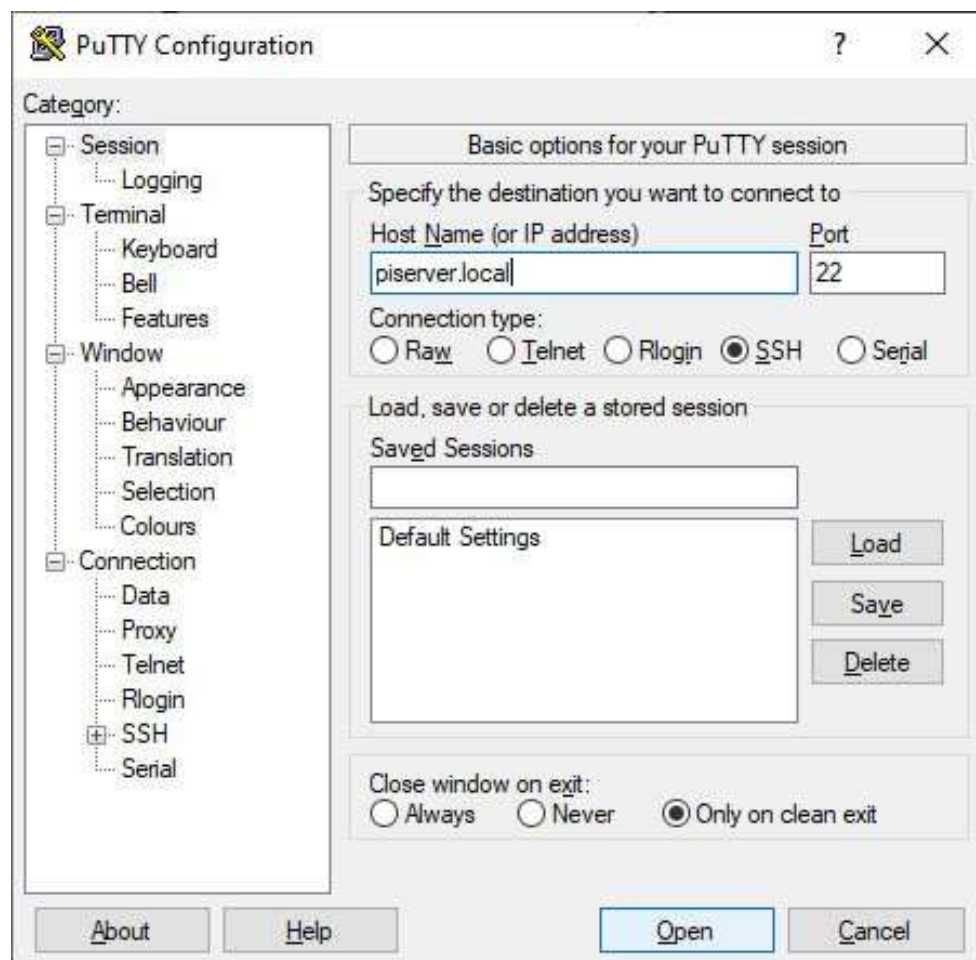 PuTTY Configuration
?
Category:
Session
Logging
Terminal
Keyboard
Bell
Features
Window
Appearance
Behaviour
Translation
Selection
Colours
Connection
Data
Proxy
Telnet
Rlogin
SSH
Serial
Basic options for your PuTTY session
Specify the destination you want to connect to
Host Name (or IP address) Port
piserver.local 22
Connection type:
Raw Telnet Rlogin SSH Serial
Load, save or delete a stored session
Saved Sessions
Default Settings
Load
Save
Delete
Close window on exit:
Always Never Only on clean exit
About Help Open Cancel